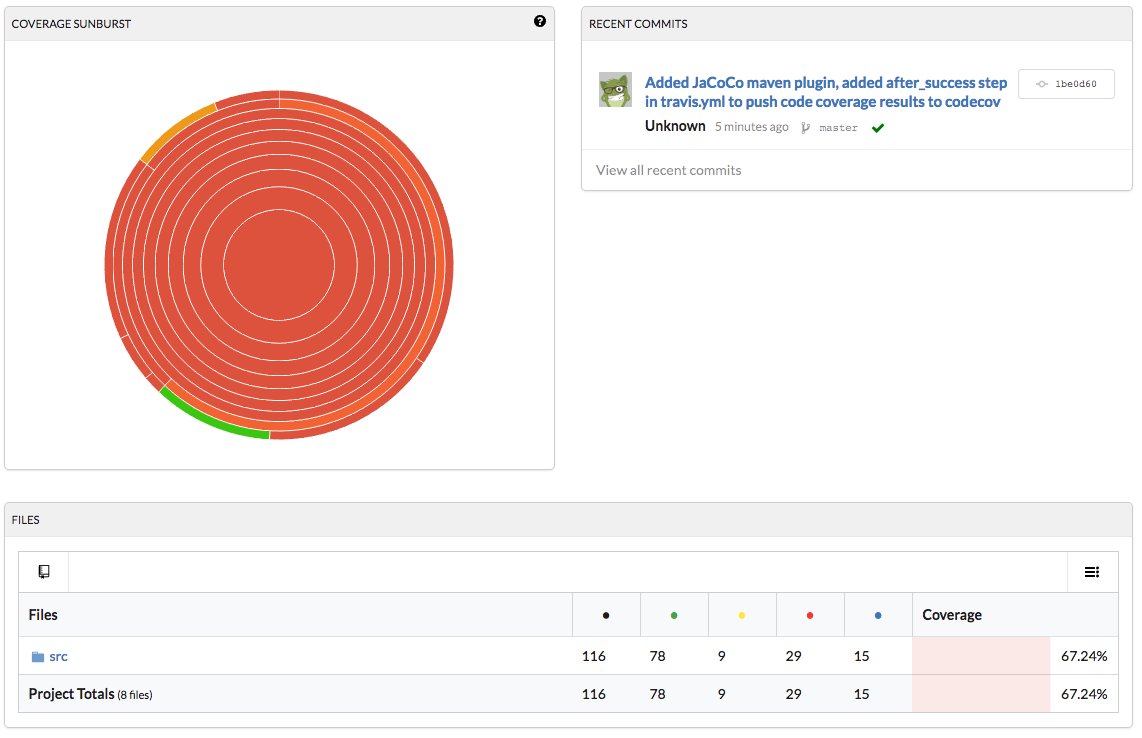 COVERAGE SUNBURST
?
RECENT COMMITS
Added JaCoCo maven plugin, added after_success step
in travis.yml to push code coverage results to codecov
1be0d60
Unknown 5 minutes ago master
View all recent commits
FILES
Files Coverage
src 116 78 9 29 15 67.24%
Project Totals (8 files) 116 78 9 29 15 67.24%